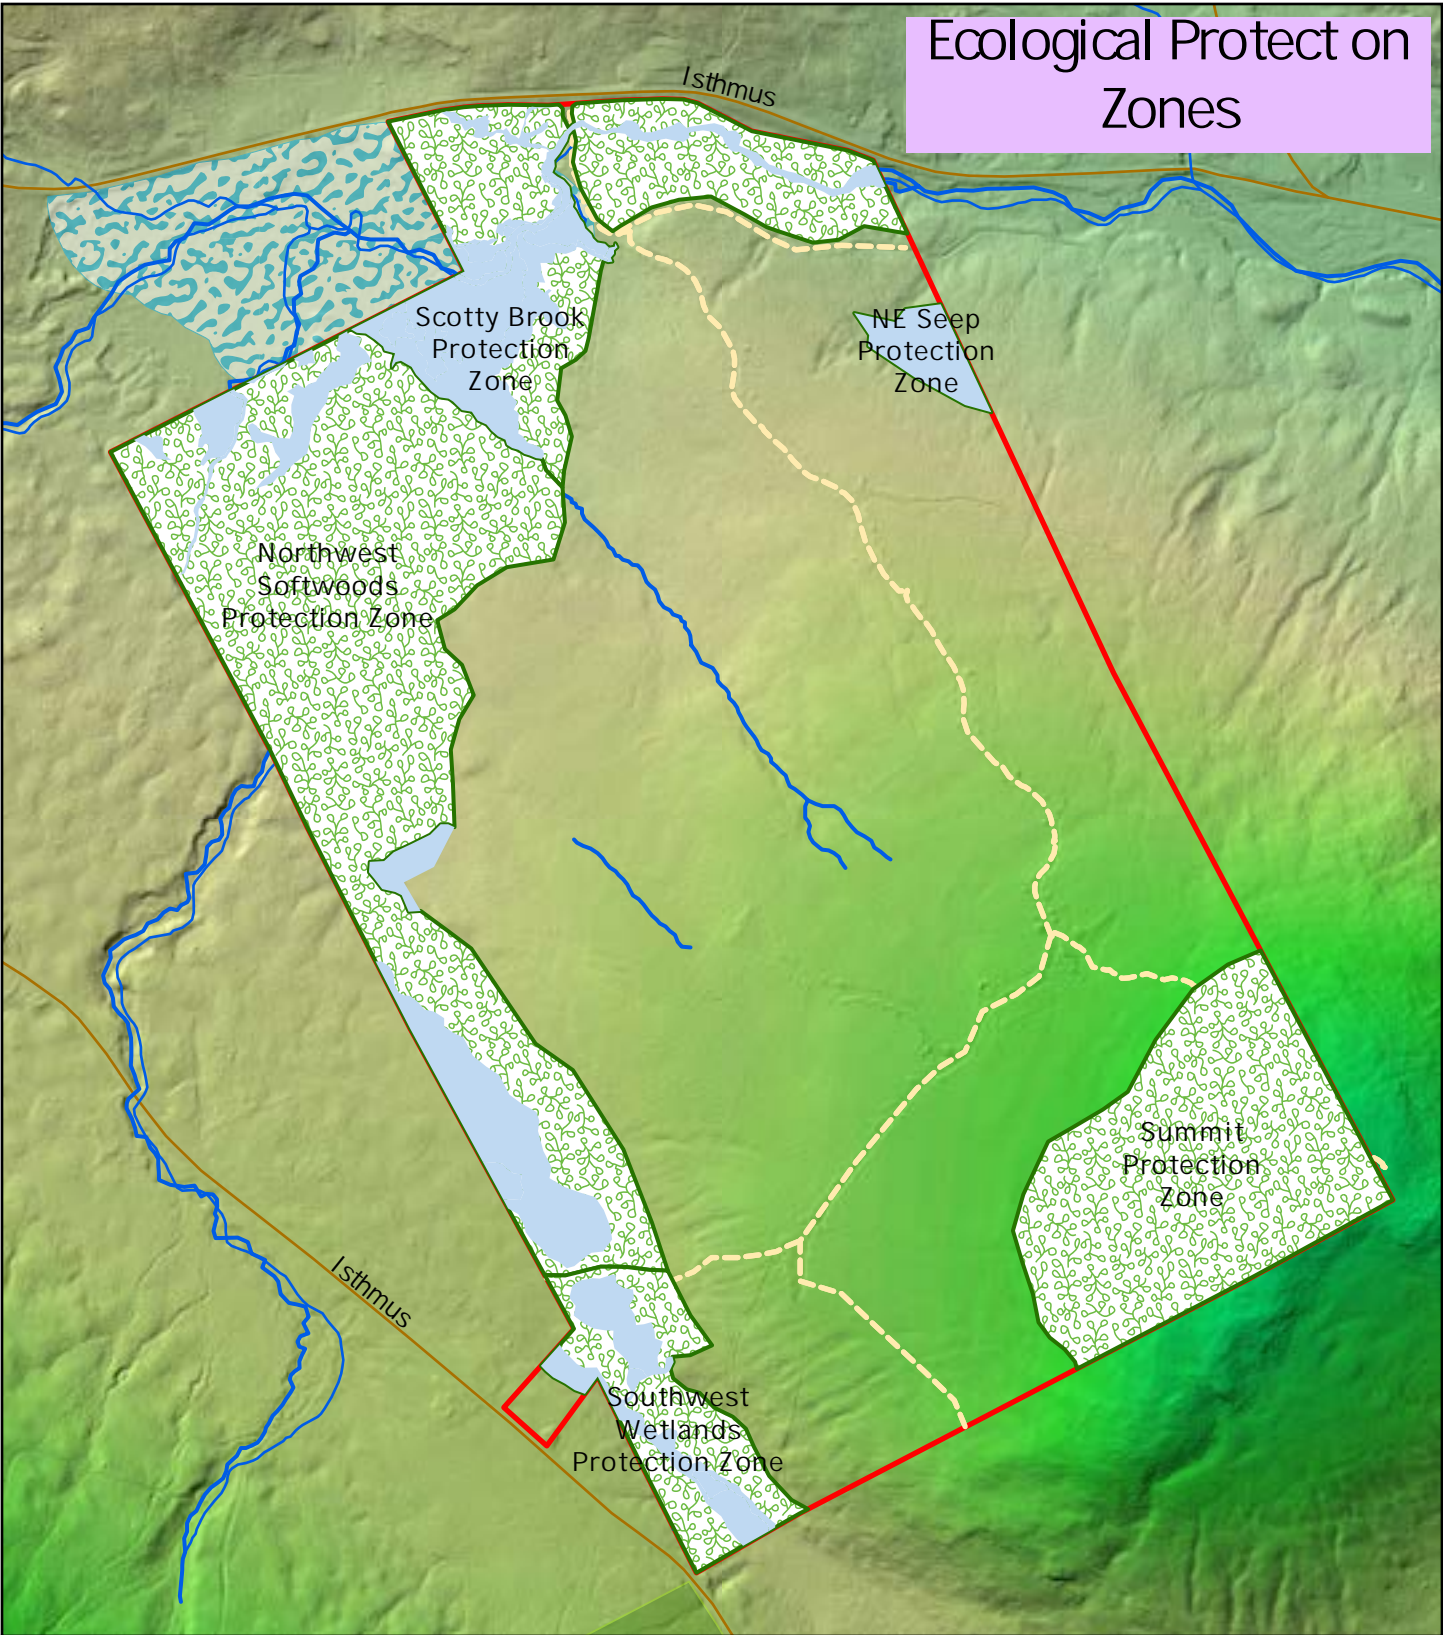 Ecological Protect on
Zones
Isthmus
Scotty Brook
Protection
Zone
NE Seep
Protection
Zone
Northwest
Softwoods
Protection Zone
Summit
Protection
Zone
Isthmus
Southwest
Wetlands
Protection Zone